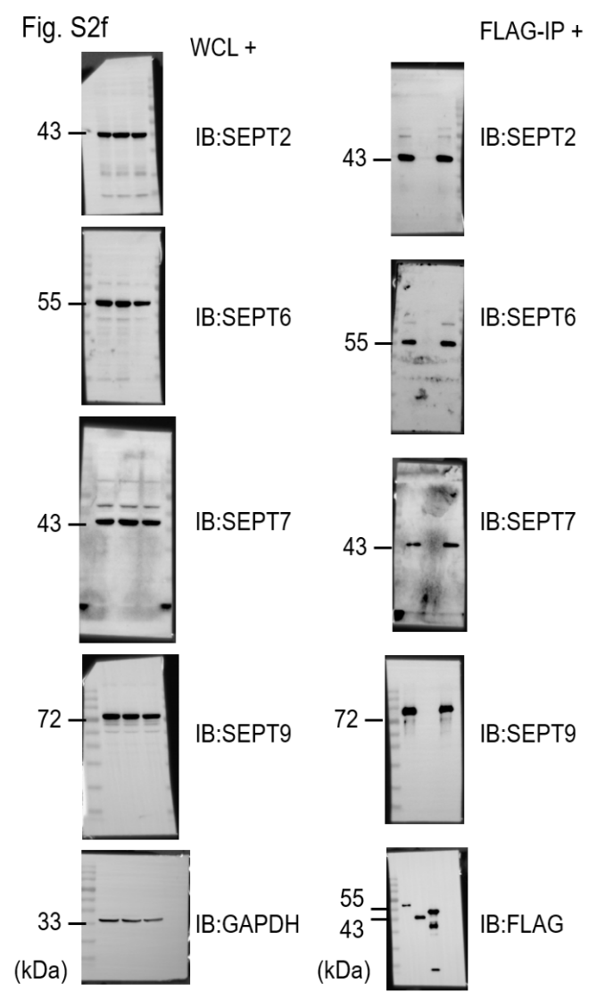 Fig. S2f
WCL +
FLAG-IP +
43
IB:SEPT2
43
IB:SEPT2
55
IB:SEPT6
55
IB:SEPT6
43
IB:SEPT7
43
IB:SEPT7
72
IB:SEPT9
72
IB:SEPT9
33
IB:GAPDH
55
43
IB:FLAG
(kDa)
(kDa)